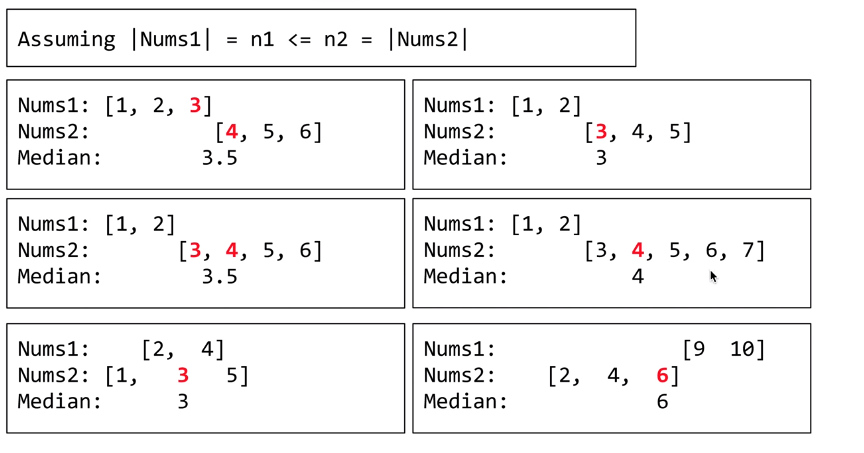 Assuming |Nums1| = n1 <= n2 = |Nums2|
Nums1: [1, 2, 3]
Nums2: [4, 5, 6]
Median: 3.5
Nums1: [1, 2]
Nums2: [3, 4, 5]
Median: 3
Nums1: [1, 2]
Nums2: [3, 4, 5, 6]
Median: 3.5
Nums1: [1, 2]
Nums2: [3, 4, 5, 6, 7]
Median: 4
Nums1: [2, 4]
Nums2: [1, 3 5]
Median: 3
Nums1: [9 10]
Nums2: [2, 4, 6]
Median: 6